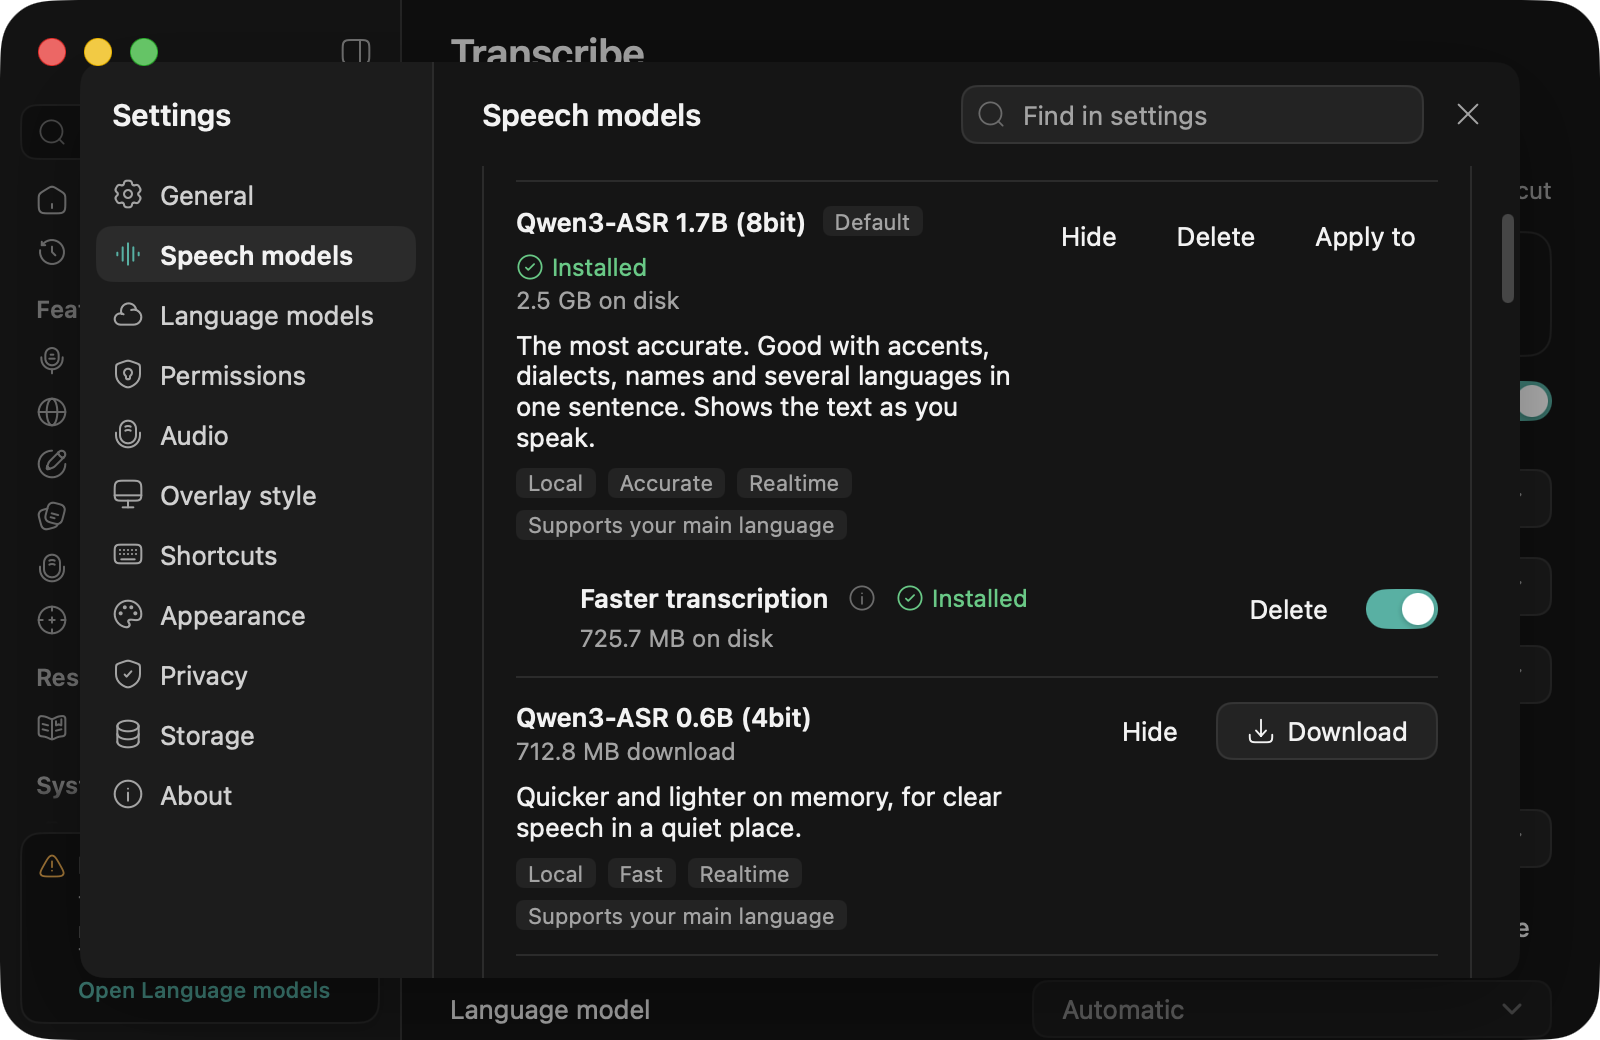 Transcribe
Settings
General
Speech models
Language models
Permissions
Audio
Overlay style
Shortcuts
Appearance
Privacy
Storage
About
Speech models
Find in settings
Qwen3-ASR 1.7B (8bit) Default
Hide Delete Apply to
Installed
2.5 GB on disk
The most accurate. Good with accents,
dialects, names and several languages in
one sentence. Shows the text as you
speak.
Local Accurate Realtime
Supports your main language
Faster transcription Installed
725.7 MB on disk
Delete
Qwen3-ASR 0.6B (4bit)
712.8 MB download
Hide Download
Quicker and lighter on memory, for clear
speech in a quiet place.
Local Fast Realtime
Supports your main language
Open Language models
Language model Automatic